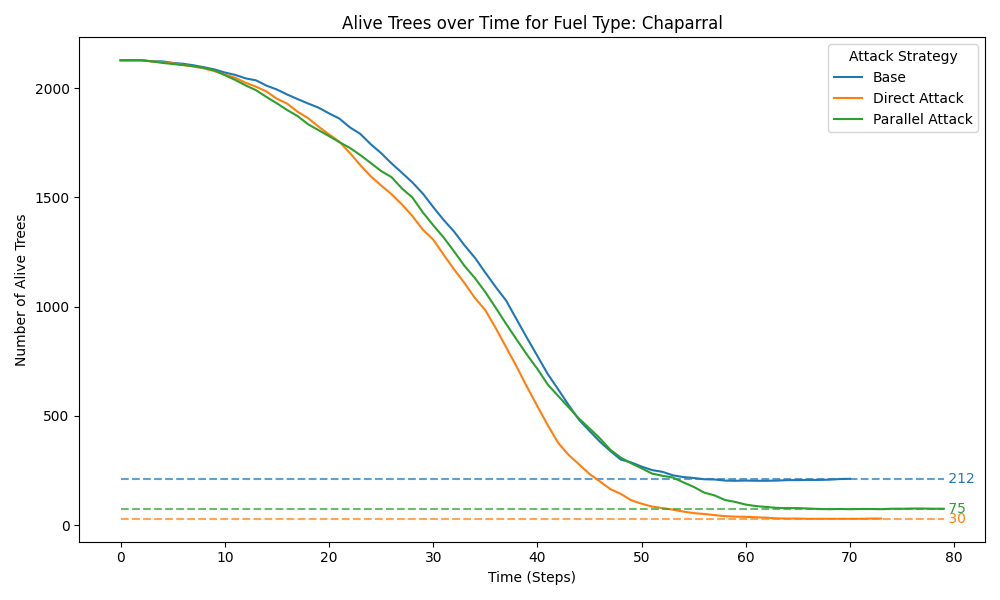 Alive Trees over Time for Fuel Type: Chaparral
Attack Strategy
Base
Direct Attack
Parallel Attack
Number of Alive Trees
2000
1500
1000
500
0
212
75
30
0 10 20 30 40 50 60 70 80
Time (Steps)